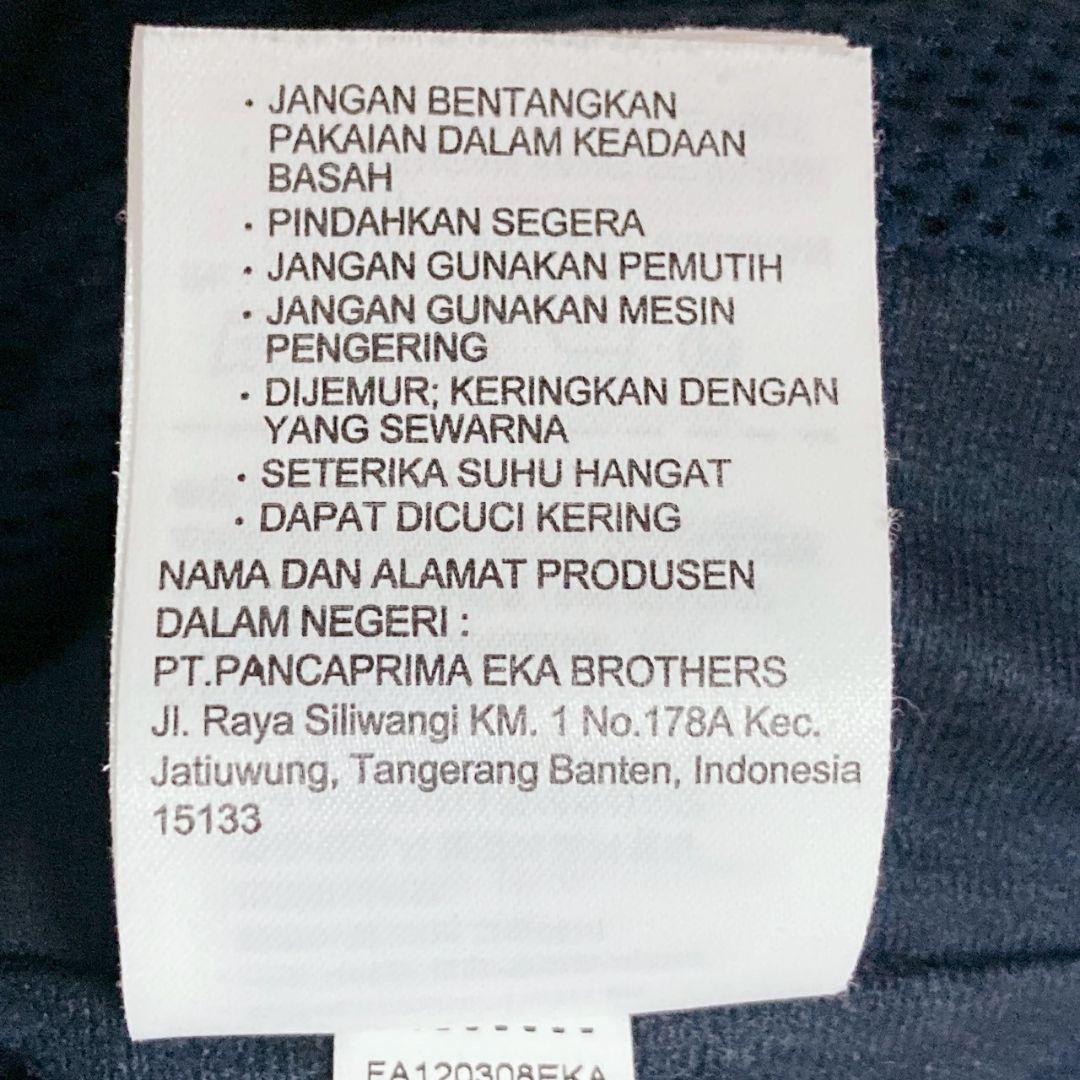 · JANGAN BENTANGKAN
PAKAIAN DALAM KEADAAN
BASAH
· PINDAHKAN SEGERA
· JANGAN GUNAKAN PEMUTIH
· JANGAN GUNAKAN MESIN
PENGERING
· DIJEMUR; KERINGKAN DENGAN
YANG SEWARNA
· SETERIKA SUHU HANGAT
· DAPAT DICUCI KERING
NAMA DAN ALAMAT PRODUSEN
DALAM NEGERI :
PT.PANCAPRIMA EKA BROTHERS
Jl. Raya Siliwangi KM. 1 No.178A Kec.
Jatiuwung, Tangerang Banten, Indonesia
15133
EA120308EKA